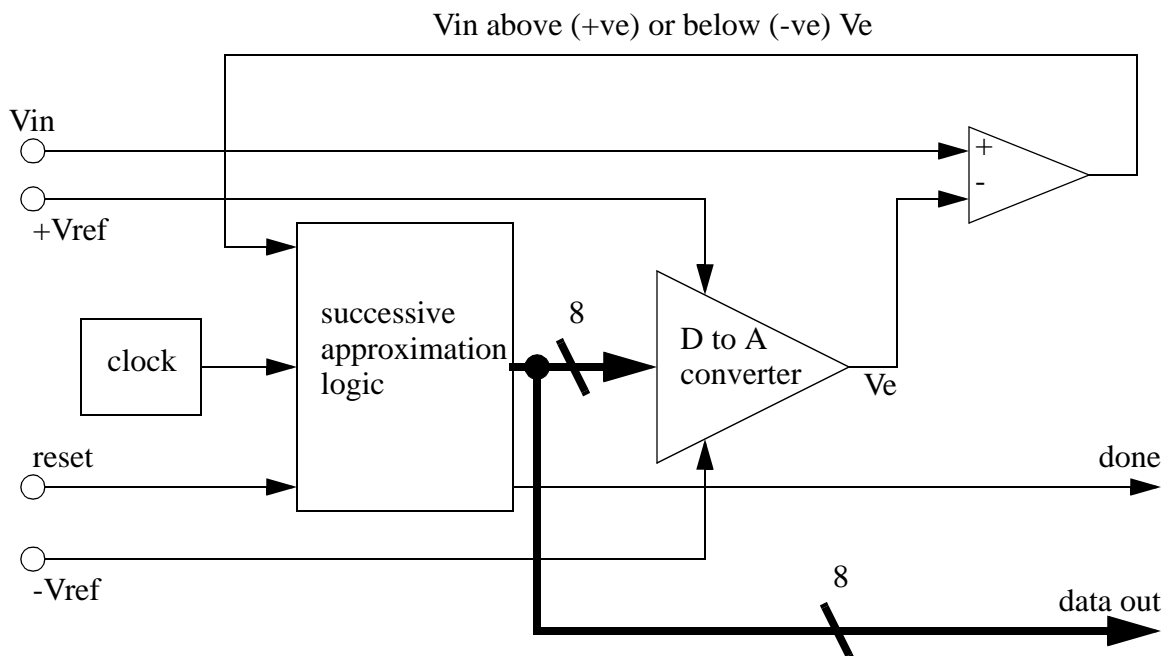 Vin above (+ve) or below (-ve) Ve
Vin
+
-
+Vref
successive
approximation
logic
8
D to A
converter
clock
Ve
reset
done
-Vref
8
data out